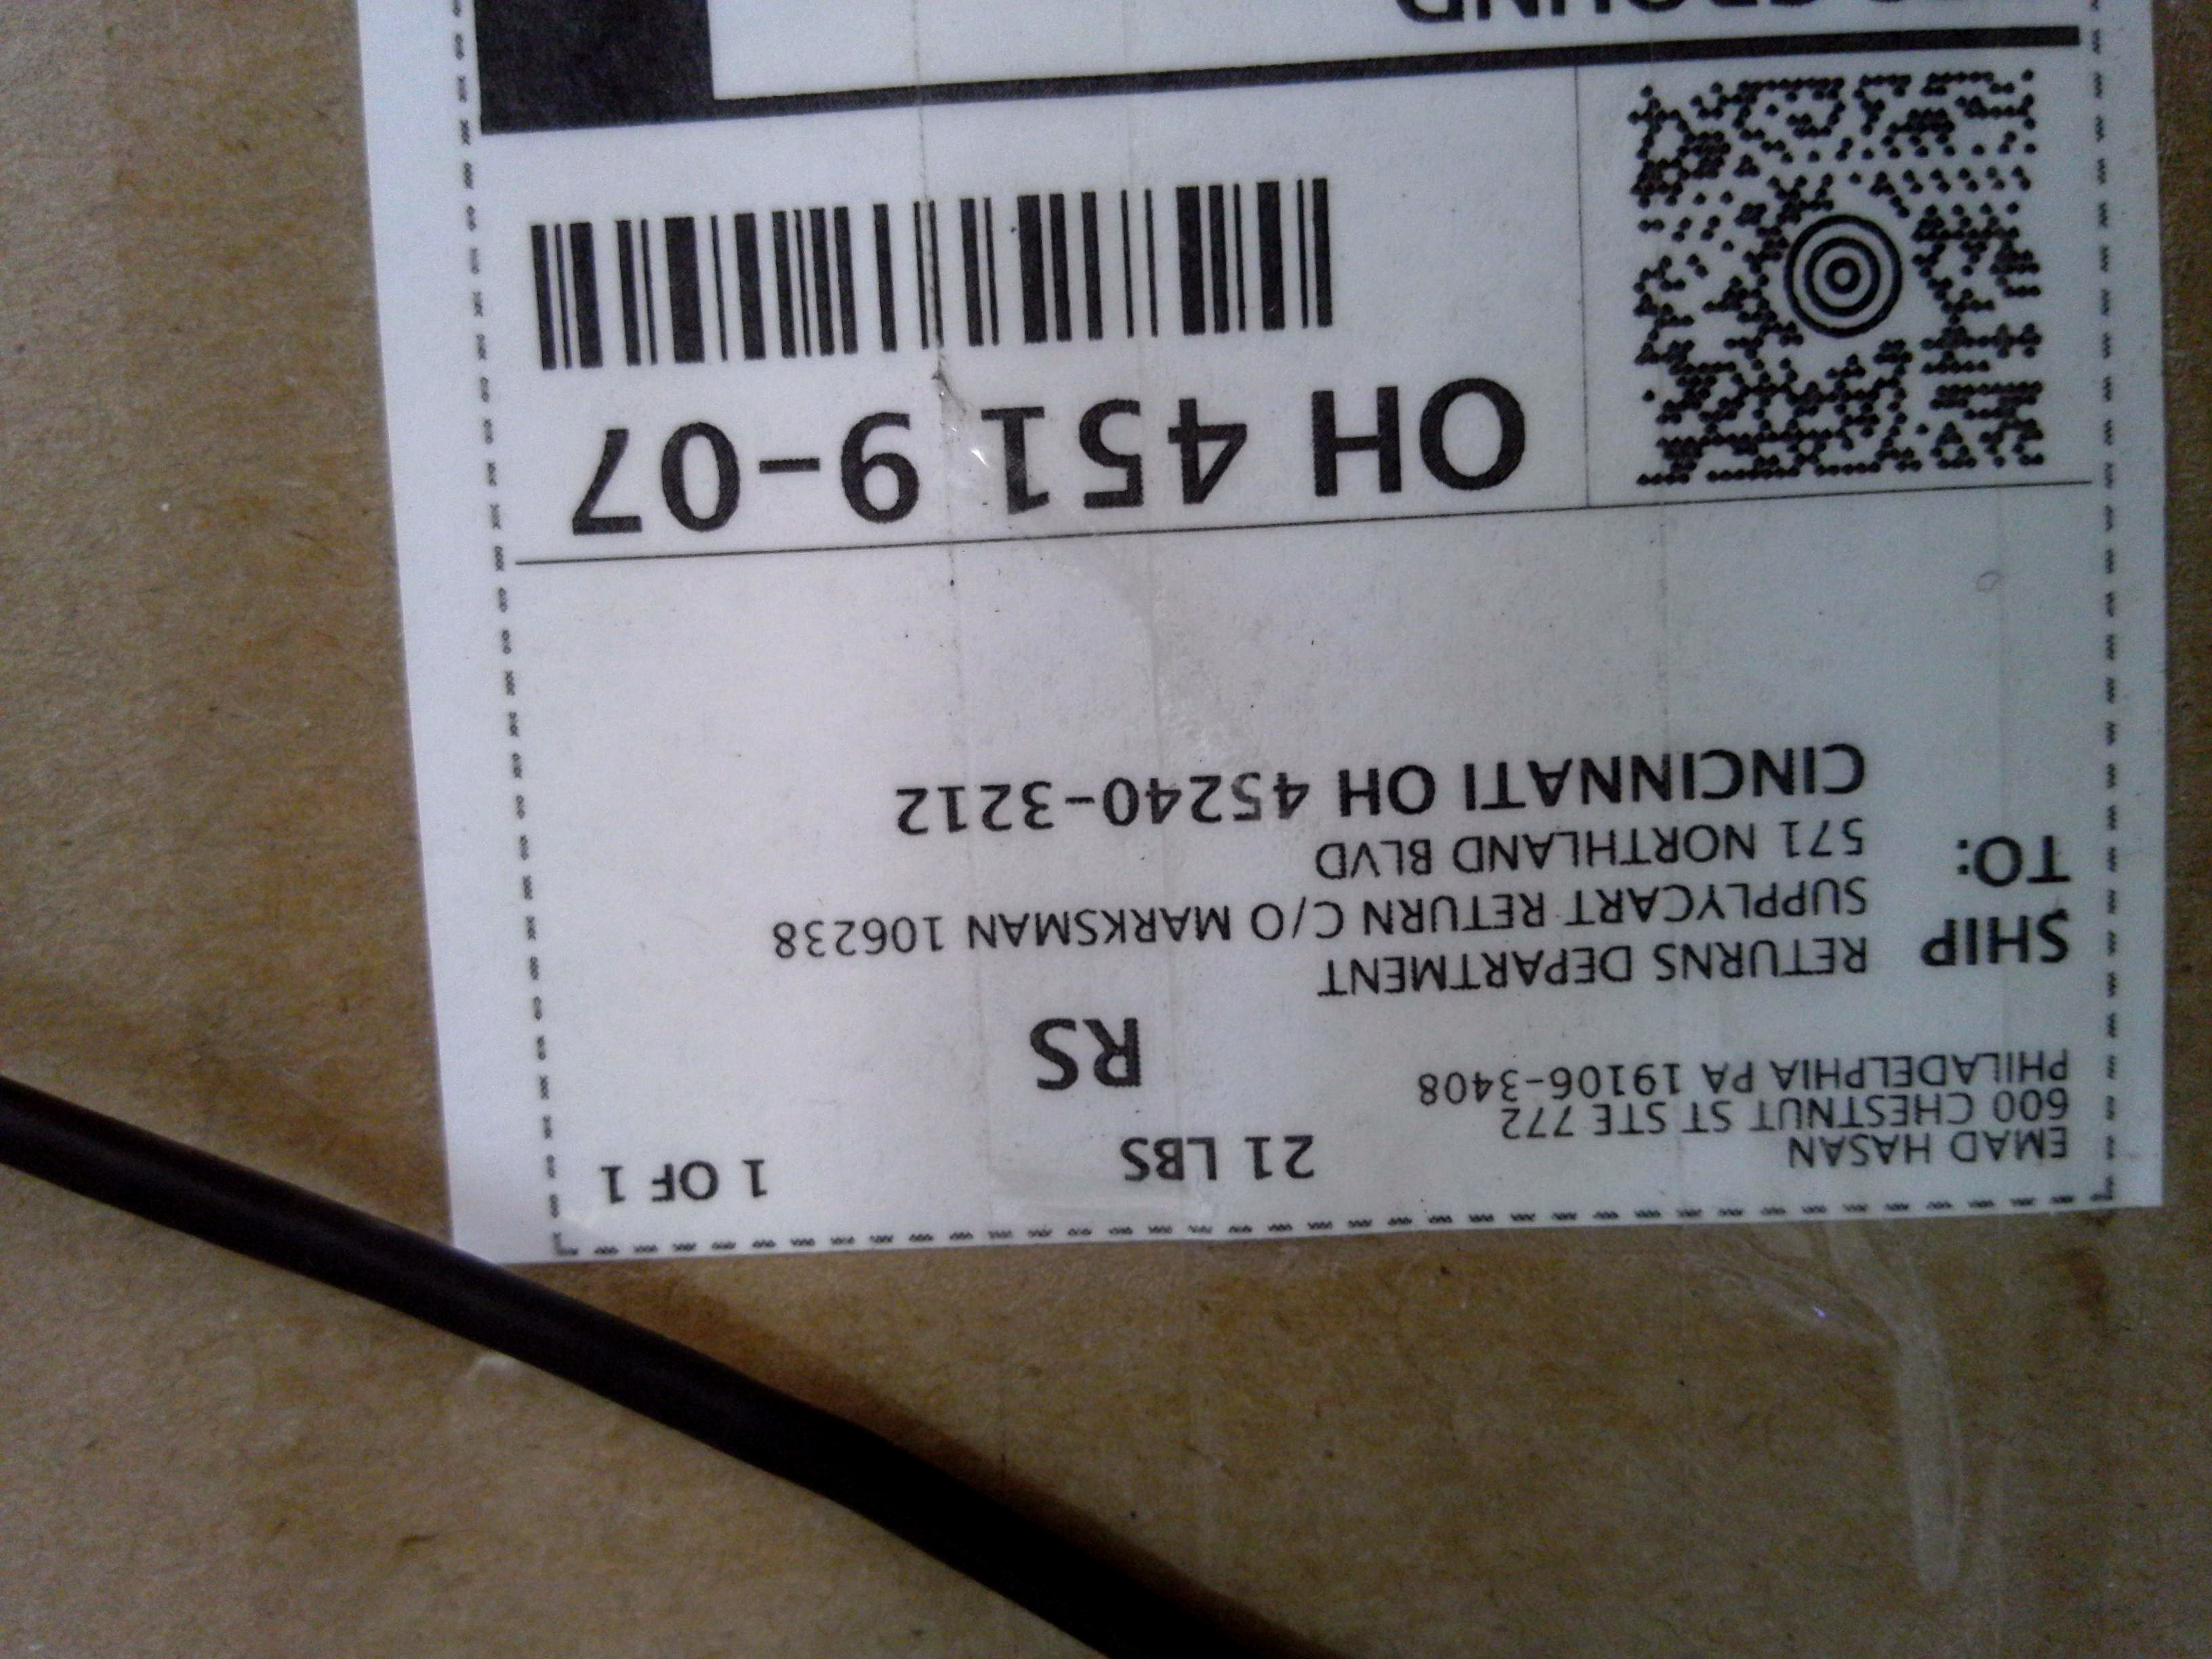 EMAD HASAN
600 CHESTNUT ST STE 772
PHILADELPHIA PA 19106-3408
21 LBS
1 OF 1
RS
SHIP
TO:
RETURNS DEPARTMENT
SUPPLYCART RETURN C/O MARKSMAN 106238
571 NORTHLAND BLVD
CINCINNATI OH 45240-3212
OH 451 9-07
GROUND